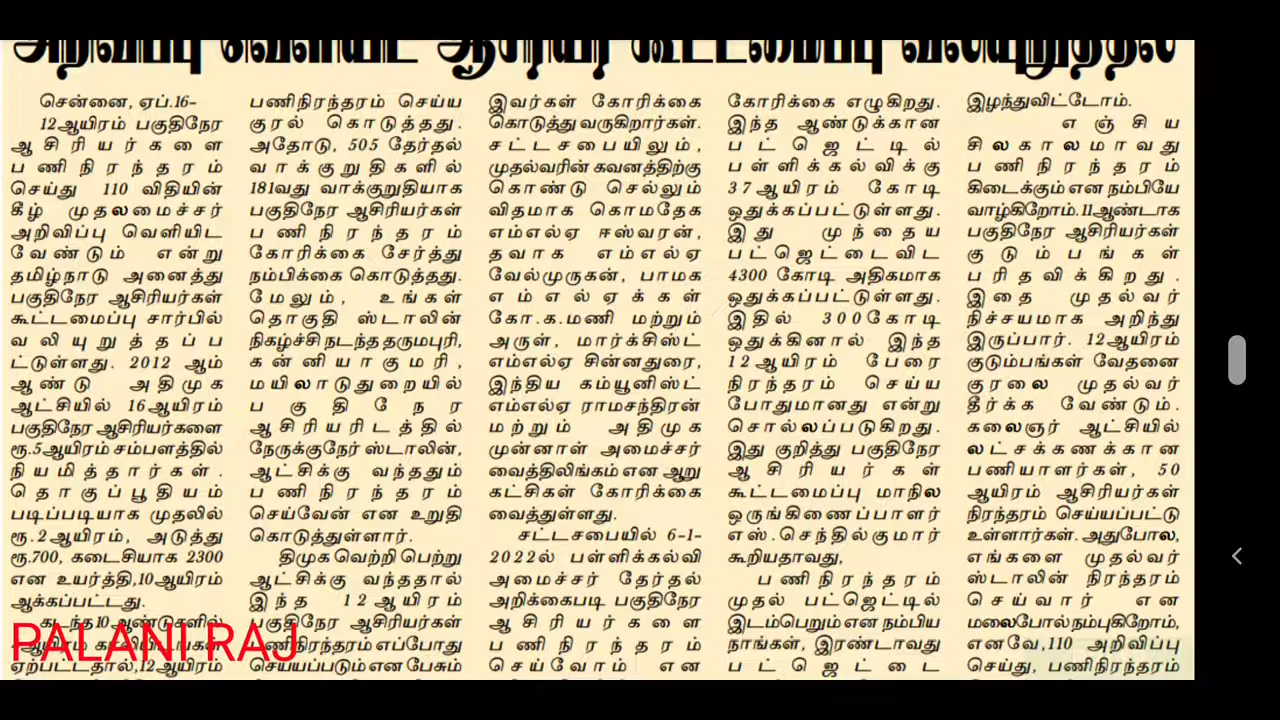 அறிவிப்பு வெளியிட ஆசிரியர் கூட்டமைப்பு வலியுறுத்தல்
சென்னை, ஏப்.16-
12ஆயிரம் பகுதிநேர
ஆசிரியர்களை
பணிநிரந்தரம்
செய்து 110 விதியின்
கீழ் முதலமைச்சர்
அறிவிப்பு வெளியிட
வேண்டும் என்று
தமிழ்நாடு அனைத்து
பகுதிநேர ஆசிரியர்கள்
கூட்டமைப்பு சார்பில்
வலியுறுத்தப்ப
ட்டுள்ளது. 2012 ஆம்
ஆண்டு அதிமுக
ஆட்சியில் 16ஆயிரம்
பகுதிநேர ஆசிரியர்களை
ரூ.5ஆயிரம் சம்பளத்தில்
நியமித்தார்கள்.
தொகுப்பூதியம்
படிப்படியாக முதலில்
ரூ.2ஆயிரம், அடுத்து
ரூ.700, கடைசியாக 2300
என உயர்த்தி,10ஆயிரம்
ஆக்கப்பட்டது.
கடந்த10 ஆண்டுகளில்
4ஆயிரம் காலியிடங்கள்
ஏற்பட்டதால்,12ஆயிரம்
பணிநிரந்தரம் செய்ய
குரல் கொடுத்தது.
அதோடு, 505 தேர்தல்
வாக்குறுதிகளில்
181வது வாக்குறுதியாக
பகுதிநேர ஆசிரியர்கள்
பணிநிரந்தரம்
கோரிக்கை சேர்த்து
நம்பிக்கை கொடுத்தது.
மேலும், உங்கள்
தொகுதி ஸ்டாலின்
நிகழ்ச்சி நடந்த தருமபுரி,
கன்னியாகுமரி,
மயிலாடுதுறையில்
பகுதிநேர
ஆசிரியரிடத்தில்
நேருக்குநேர் ஸ்டாலின்,
ஆட்சிக்கு வந்ததும்
பணிநிரந்தரம்
செய்வேன் என உறுதி
கொடுத்துள்ளார்.
திமுக வெற்றி பெற்று
ஆட்சிக்கு வந்ததால்
இந்த 12ஆயிரம்
பகுதிநேர ஆசிரியர்கள்
பணிநிரந்தரம் எப்போது
செய்யப்படும் என பேசும்
இவர்கள் கோரிக்கை
கொடுத்து வருகிறார்கள்.
சட்டசபையிலும்,
முதல்வரின் கவனத்திற்கு
கொண்டு செல்லும்
விதமாக கொமதேக
எம்எல்ஏ ஈஸ்வரன்,
தவாக எம்எல்ஏ
வேல்முருகன், பாமக
எம்எல்ஏக்கள்
கோ.க.மணி மற்றும்
அருள், மார்க்சிஸ்ட்
எம்எல்ஏ சின்னதுரை,
இந்திய கம்யூனிஸ்ட்
எம்எல்ஏ ராமசந்திரன்
மற்றும் அதிமுக
முன்னாள் அமைச்சர்
வைத்திலிங்கம் என ஆறு
கட்சிகள் கோரிக்கை
வைத்துள்ளது.
சட்டசபையில் 6-1-
2022ல் பள்ளிக்கல்வி
அமைச்சர் தேர்தல்
அறிக்கைபடி பகுதிநேர
ஆசிரியர்களை
பணிநிரந்தரம்
செய்வோம் என
கோரிக்கை எழுகிறது.
இந்த ஆண்டுக்கான
பட்ஜெட்டில்
பள்ளிக்கல்விக்கு
37ஆயிரம் கோடி
ஒதுக்கப்பட்டுள்ளது.
இது முந்தைய
பட்ஜெட்டைவிட
4300 கோடி அதிகமாக
ஒதுக்கப்பட்டுள்ளது.
இதில் 300கோடி
ஒதுக்கினால் இந்த
12ஆயிரம் பேரை
நிரந்தரம் செய்ய
போதுமானது என்று
சொல்லப்படுகிறது.
இது குறித்து பகுதிநேர
ஆசிரியர்கள்
கூட்டமைப்பு மாநில
ஒருங்கிணைப்பாளர்
எஸ்.செந்தில்குமார்
கூறியதாவது,
பணிநிரந்தரம்
முதல் பட்ஜெட்டில்
இடம்பெறும் என நம்பிய
நாங்கள், இரண்டாவது
பட்ஜெட்டை
இழந்துவிட்டோம்.
எஞ்சிய
சிலகாலமாவது
பணிநிரந்தரம்
கிடைக்கும் என நம்பியே
வாழ்கிறோம்.11ஆண்டாக
பகுதிநேர ஆசிரியர்கள்
குடும்பங்கள்
பரிதவிக்கிறது.
இதை முதல்வர்
நிச்சயமாக அறிந்து
இருப்பார். 12ஆயிரம்
குடும்பங்கள் வேதனை
குரலை முதல்வர்
தீர்க்க வேண்டும்.
கலைஞர் ஆட்சியில்
லட்சக்கணக்கான
பணியாளர்கள், 50
ஆயிரம் ஆசிரியர்கள்
நிரந்தரம் செய்யப்பட்டு
உள்ளார்கள். அதுபோல,
எங்களை முதல்வர்
ஸ்டாலின் நிரந்தரம்
செய்வார் என
மலைபோல் நம்புகிறோம்,
எனவே,110 அறிவிப்பு
செய்து, பணிநிரந்தரம்
PALANI RAJ